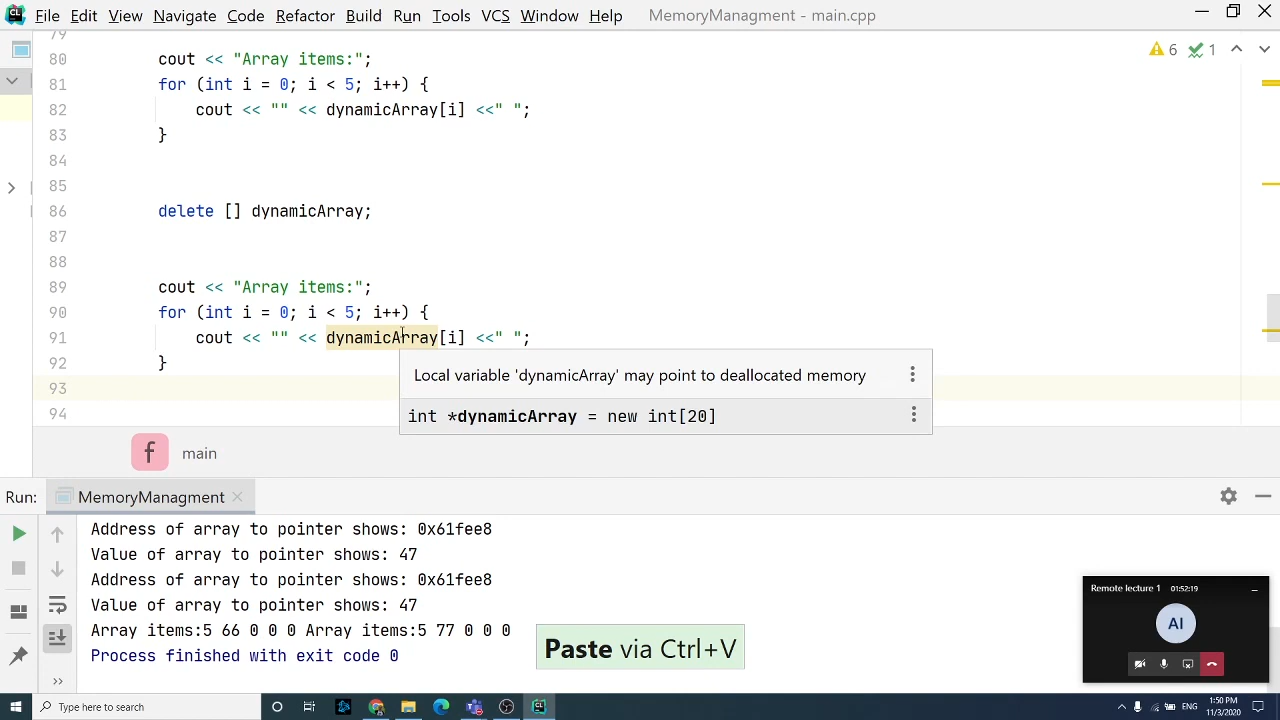 CL File Edit View Navigate Code Refactor Build Run Tools VCS Window Help MemoryManagment - main.cpp
79
80 cout << "Array items:";
6 1
81 for (int i = 0; i < 5; i++) {
82 cout << "" << dynamicArray[i] <<" ";
83 }
84
85
86 delete [] dynamicArray;
87
88
89 cout << "Array items:";
90 for (int i = 0; i < 5; i++) {
91 cout << "" << dynamicArray[i] <<" ";
92 }
Local variable 'dynamicArray' may point to deallocated memory
93
94
int *dynamicArray = new int[20]
f main
Run: MemoryManagment
Address of array to pointer shows: 0x61fee8
Value of array to pointer shows: 47
Address of array to pointer shows: 0x61fee8
Value of array to pointer shows: 47
Array items:5 66 0 0 0 Array items:5 77 0 0 0
Process finished with exit code 0
Paste via Ctrl+V
Remote lecture 1 01:52:19
AI
Type here to search
ENG
1:50 PM
11/3/2020